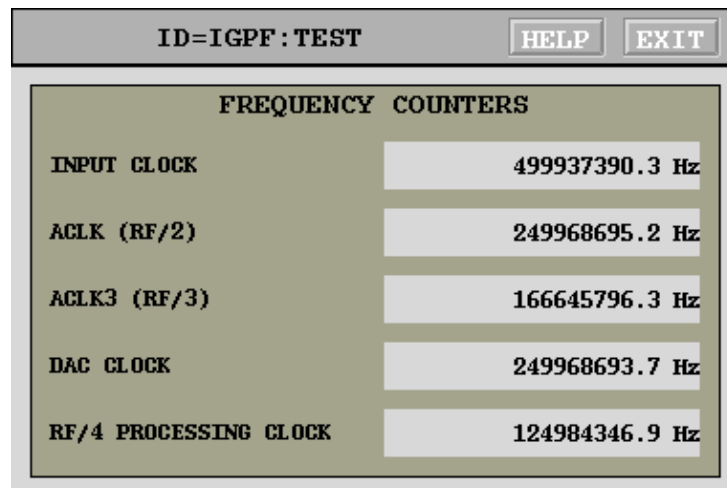 ID=IGPF:TEST HELP EXIT
FREQUENCY COUNTERS
INPUT CLOCK 499937390.3 Hz
ACLK (RF/2) 249968695.2 Hz
ACLK3 (RF/3) 166645796.3 Hz
DAC CLOCK 249968693.7 Hz
RF/4 PROCESSING CLOCK 124984346.9 Hz